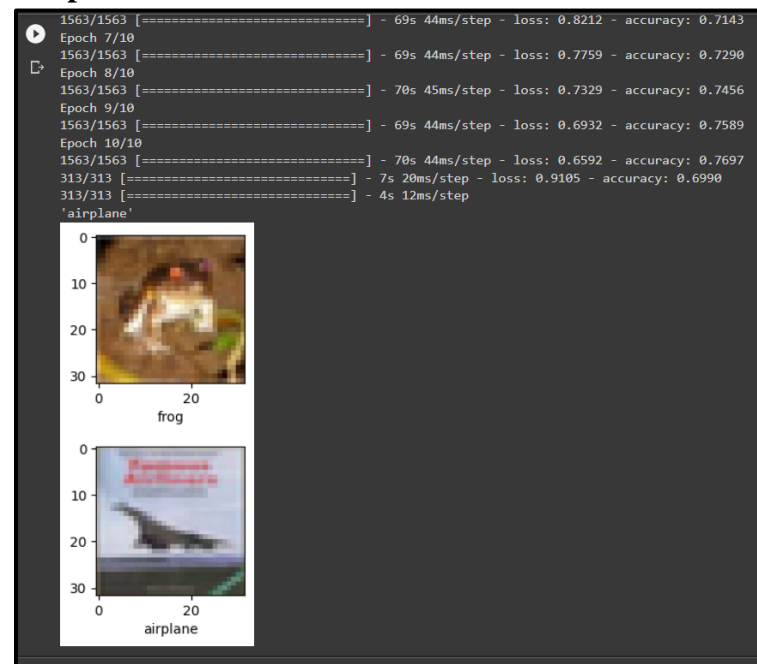 1563/1563 [==============================] - 69s 44ms/step - loss: 0.8212 - accuracy: 0.7143
Epoch 7/10
1563/1563 [==============================] - 69s 44ms/step - loss: 0.7759 - accuracy: 0.7290
Epoch 8/10
1563/1563 [==============================] - 70s 45ms/step - loss: 0.7329 - accuracy: 0.7456
Epoch 9/10
1563/1563 [==============================] - 69s 44ms/step - loss: 0.6932 - accuracy: 0.7589
Epoch 10/10
1563/1563 [==============================] - 70s 44ms/step - loss: 0.6592 - accuracy: 0.7697
313/313 [==============================] - 7s 20ms/step - loss: 0.9105 - accuracy: 0.6990
313/313 [==============================] - 4s 12ms/step
'airplane'
0
10
20
30
0 20
frog
0
10
20
30
0 20
airplane